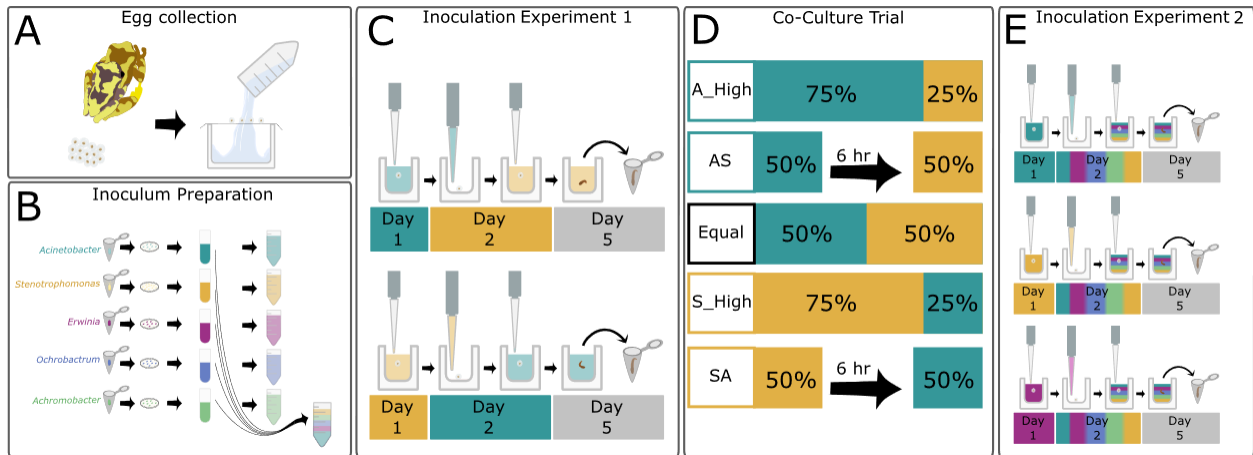 A
Egg collection
B
Inoculum Preparation
Acinetobacter
Stenotrophomonas
Erwinia
Ochrobactrum
Achromobacter
C
Inoculation Experiment 1
Day
1
Day
2
Day
5
Day
1
Day
2
Day
5
D
Co-Culture Trial
A_High
75%
25%
AS
50%
6 hr
50%
Equal
50%
50%
S_High
75%
25%
SA
50%
6 hr
50%
E
Inoculation Experiment 2
Day
1
Day
2
Day
5
Day
1
Day
2
Day
5
Day
1
Day
2
Day
5